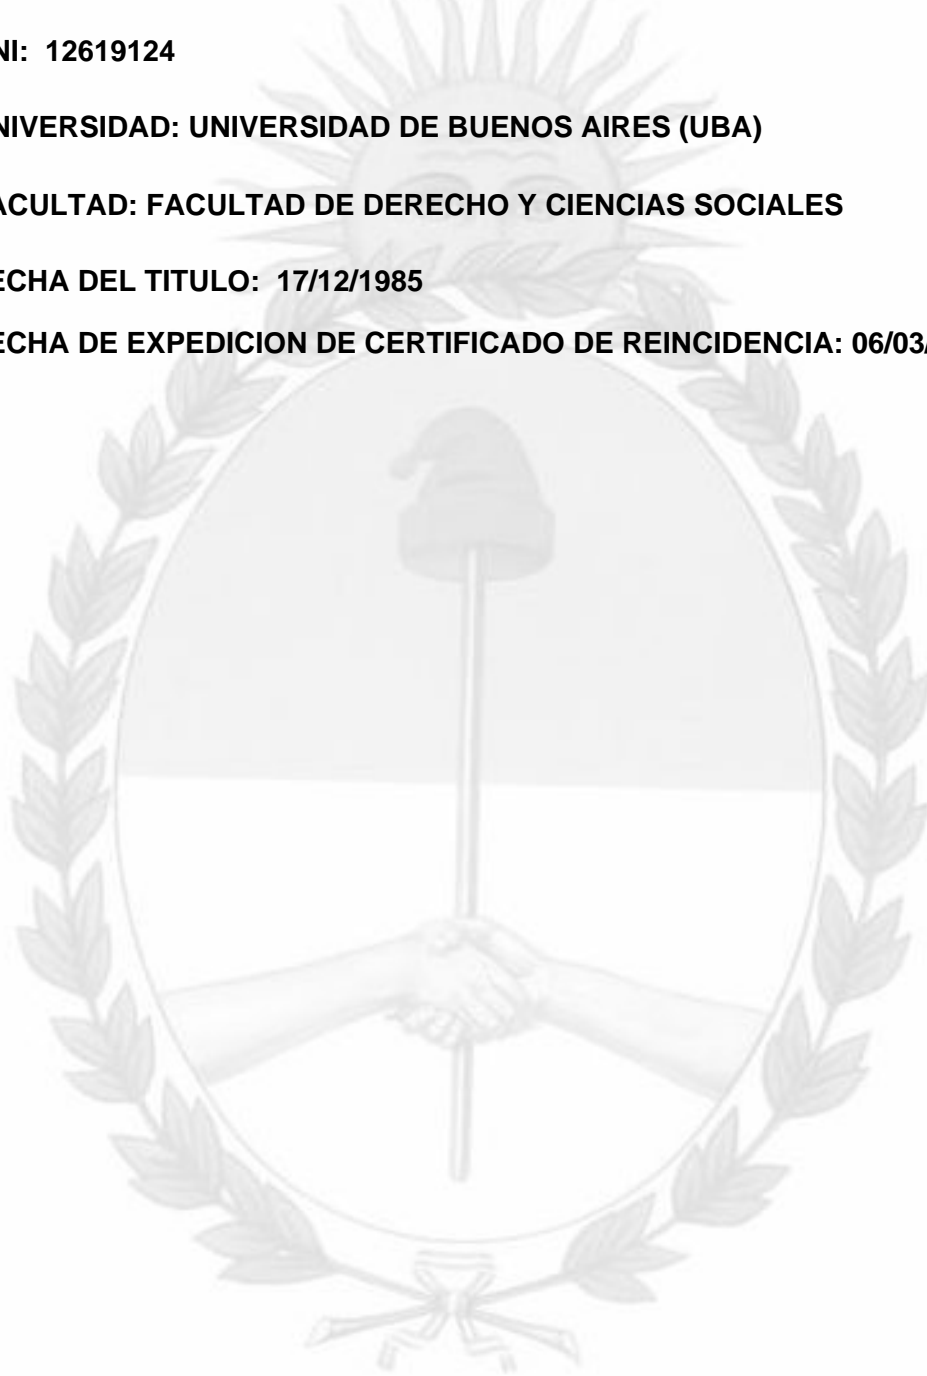 NI: 12619124
NIVERSIDAD: UNIVERSIDAD DE BUENOS AIRES (UBA)
ACULTAD: FACULTAD DE DERECHO Y CIENCIAS SOCIALES
ECHA DEL TITULO: 17/12/1985
ECHA DE EXPEDICION DE CERTIFICADO DE REINCIDENCIA: 06/03/